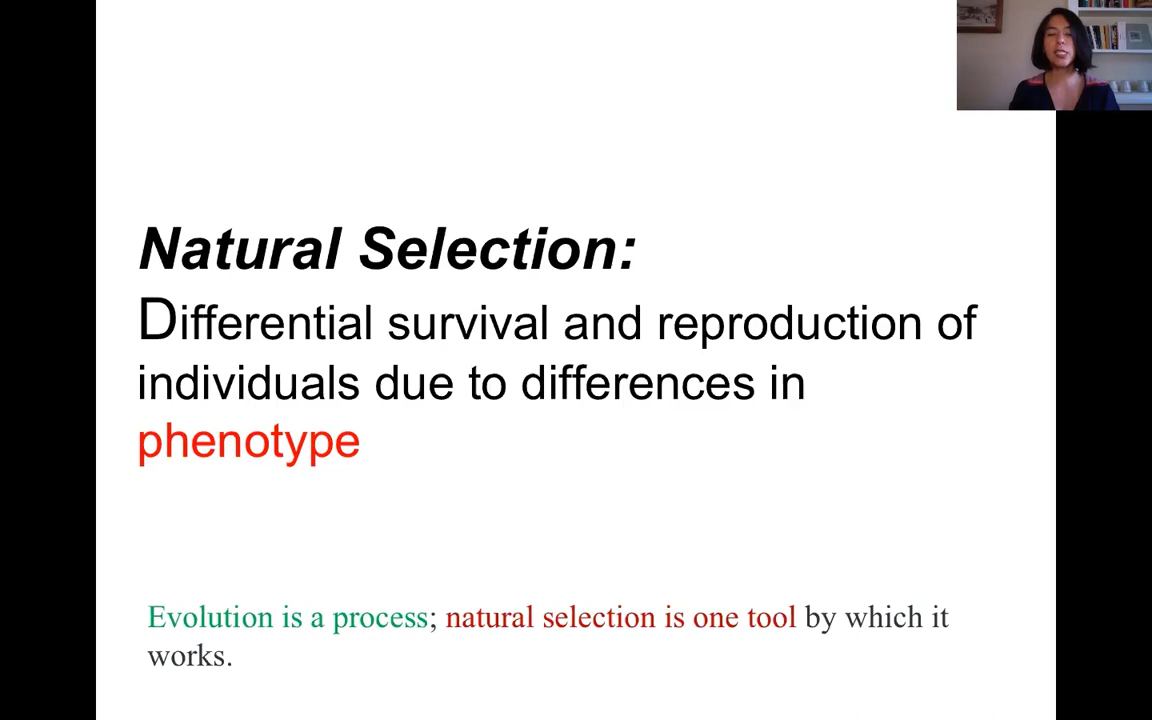 Natural Selection:
Differential survival and reproduction of
individuals due to differences in
phenotype
Evolution is a process; natural selection is one tool by which it
works.